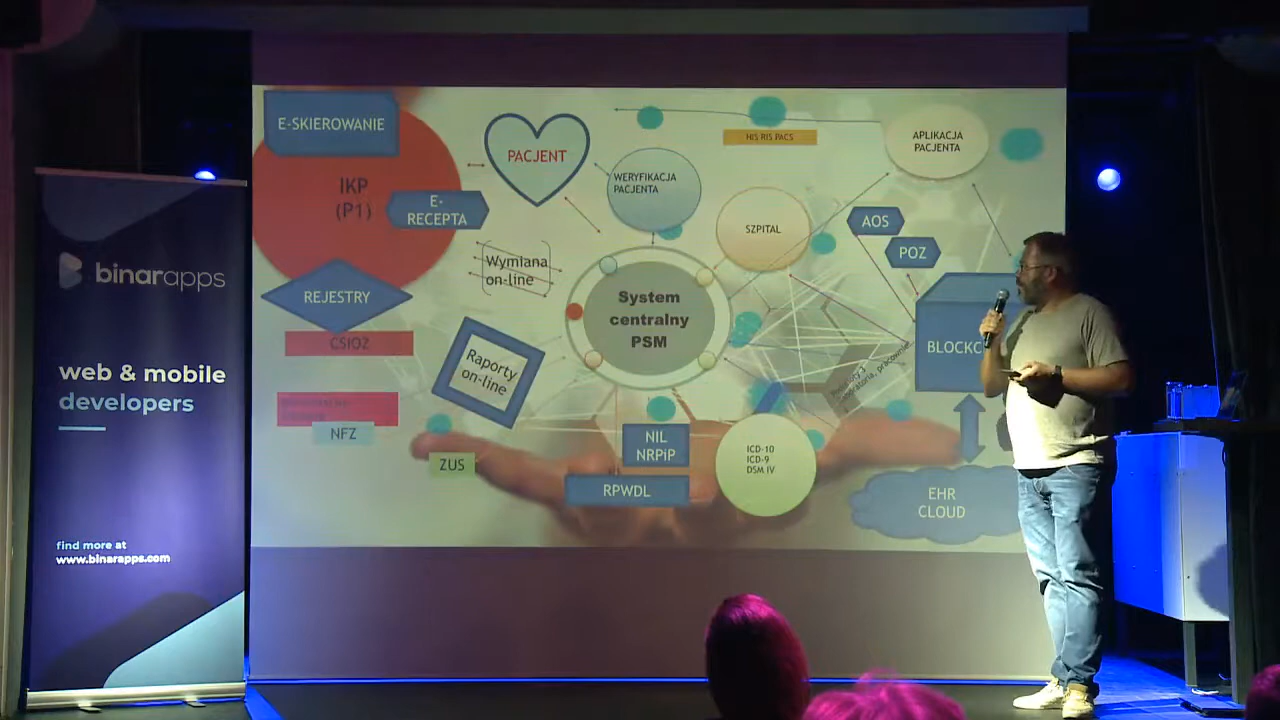 E-SKIEROWANIE
IKP
(P1)
E-
RECEPTA
REJESTRY
CSIOZ
NFZ
ZUS
PACJENT
Wymiana
on-line
Raporty
on-line
WERYFIKACJA
PACJENTA
HIS RIS PACS
SZPITAL
System
centralny
PSM
NIL
NRPiP
RPWDL
ICD-10
ICD-9
DSM IV
APLIKACJA
PACJENTA
AOS
POZ
BLOCKC
EHR
CLOUD
binarapps
web & mobile
developers
find more at
www.binarapps.com